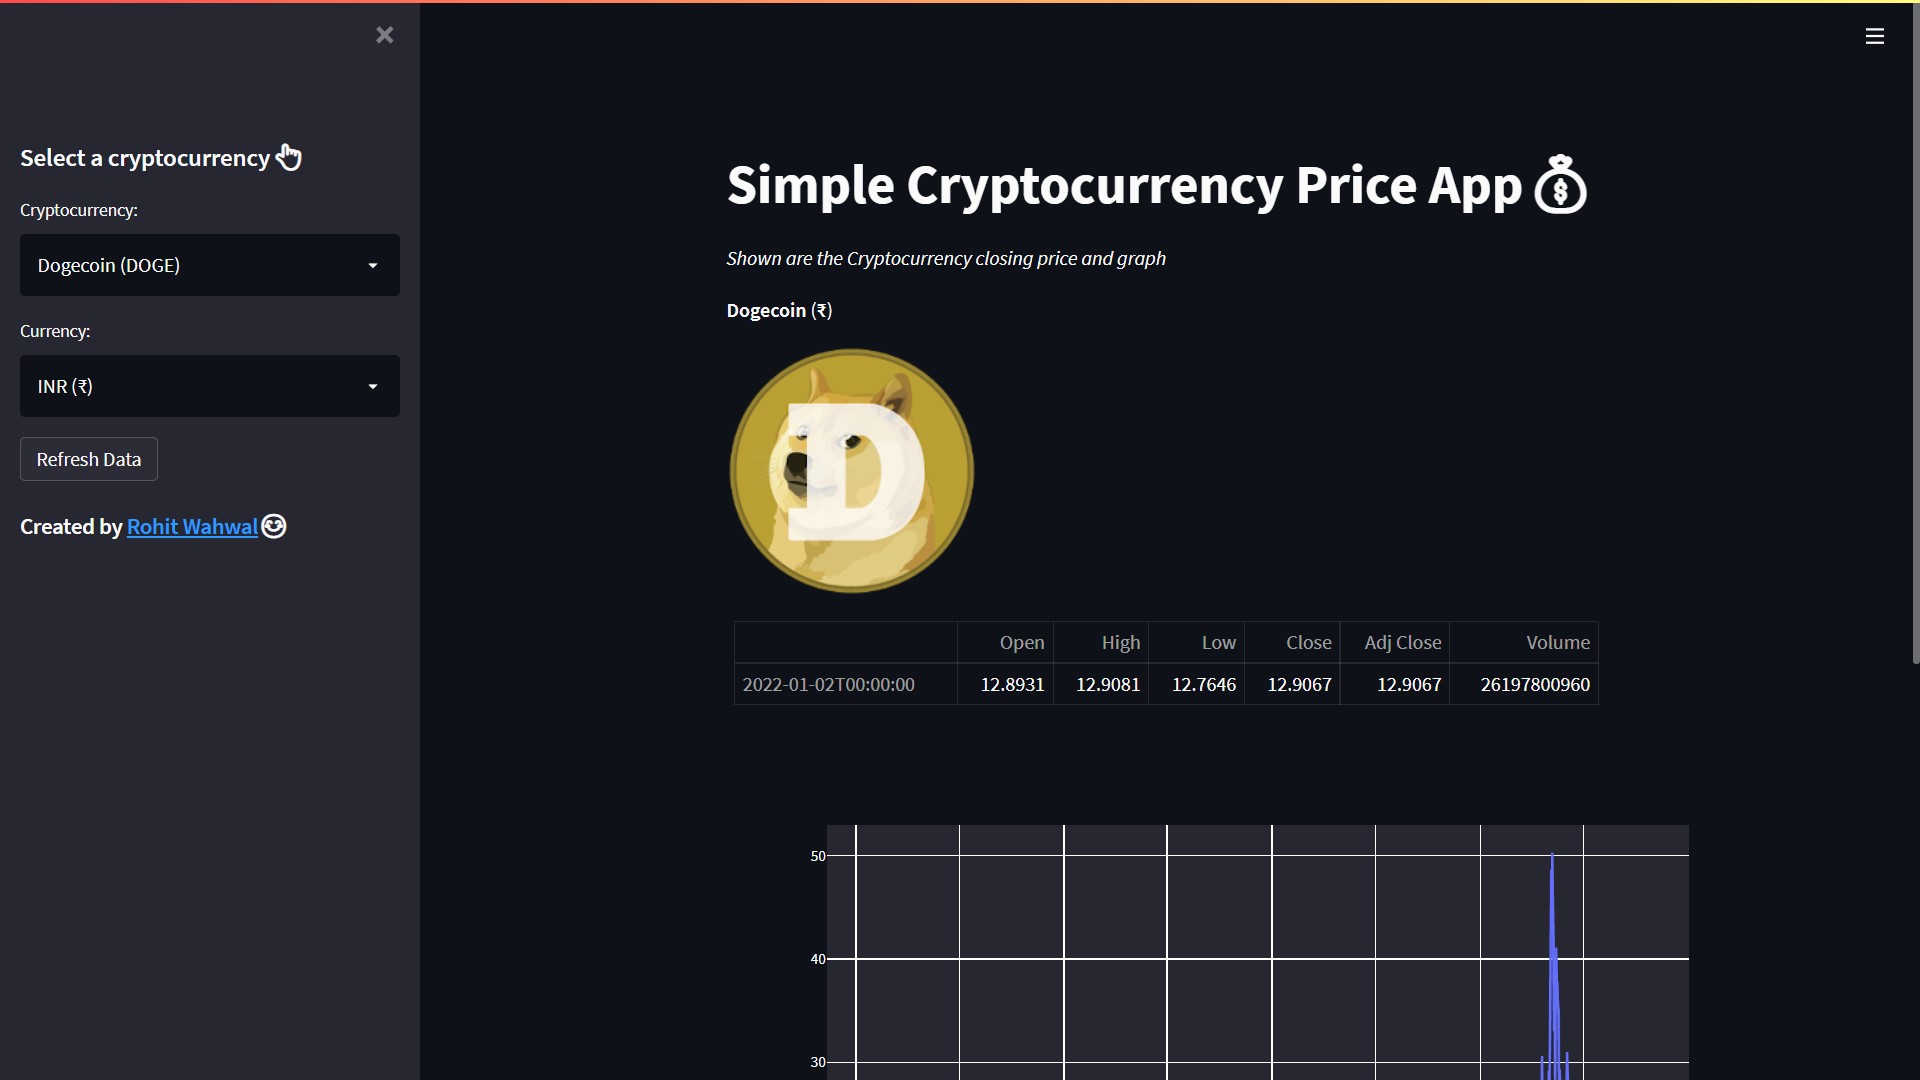 Select a cryptocurrency
Cryptocurrency:
Dogecoin (DOGE)
Currency:
INR (₹)
Refresh Data
Created by Rohit Wahwal
Simple Cryptocurrency Price App
$
Shown are the Cryptocurrency closing price and graph
Dogecoin (₹)
D
Open High Low Close Adj Close Volume
2022-01-02T00:00:00 12.8931 12.9081 12.7646 12.9067 12.9067 26197800960
50
40
30